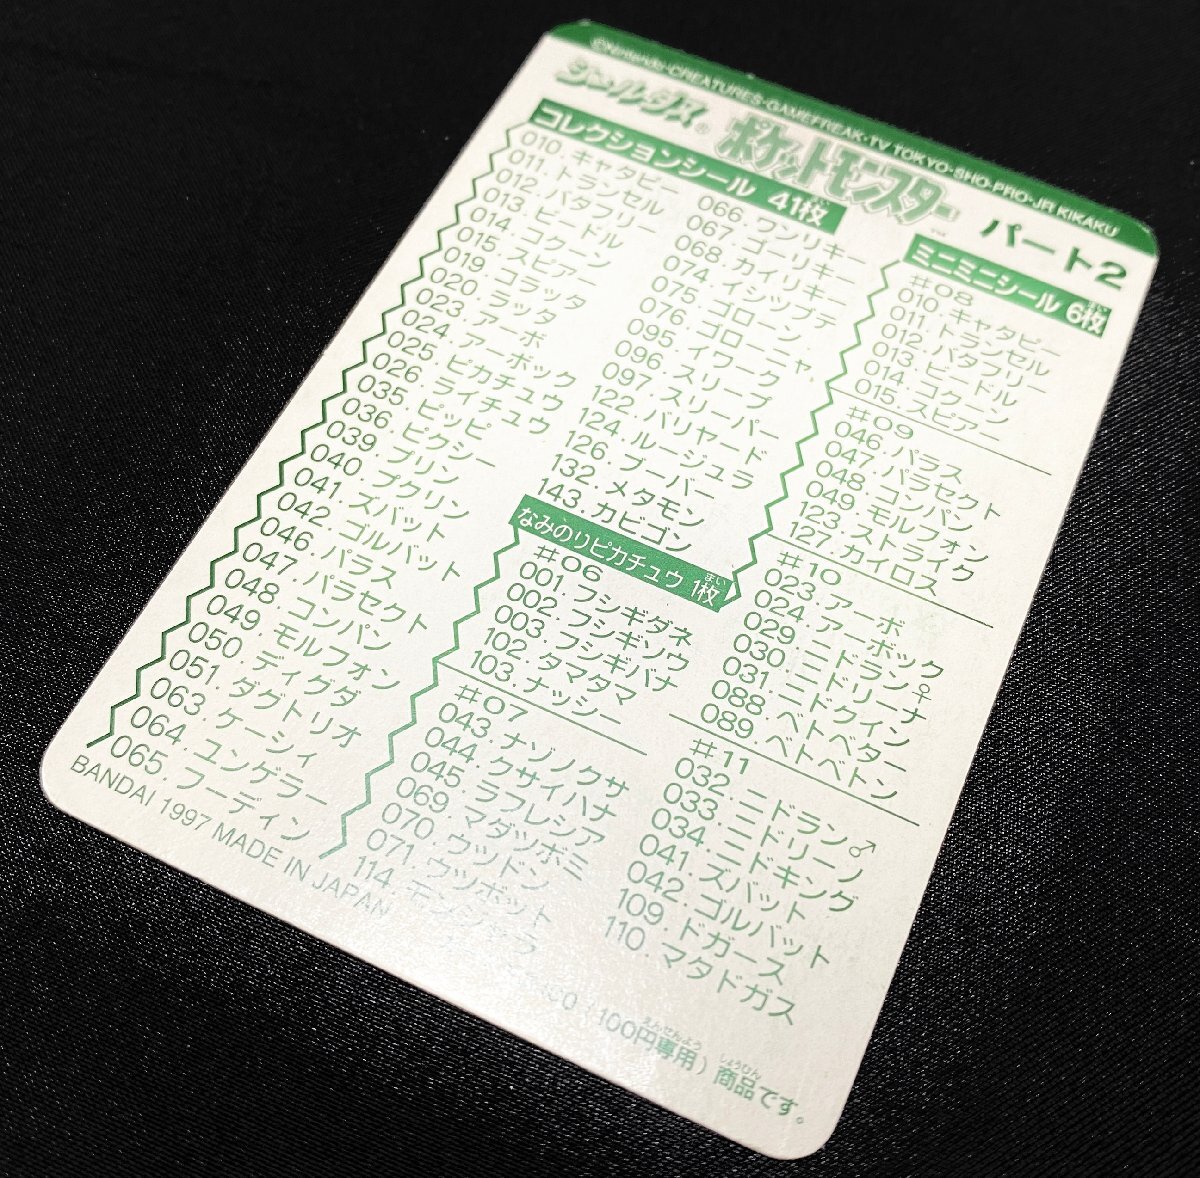 ©Nintendo・CREATURES・GAMEFREAK・TV TOKYO・SHO-PRO・JR KIKAKU
シールダス®
ポケットモンスター™ パート2
コレクションシール 41枚
まい
010. キャタピー
011. トランセル
012. バタフリー
013. ビードル
014. コクーン
015. スピアー
019. コラッタ
020. ラッタ
023. アーボ
024. アーボック
025. ピカチュウ
026. ライチュウ
035. ピッピ
036. ピクシー
039. プリン
040. プクリン
041. ズバット
042. ゴルバット
046. パラス
047. パラセクト
048. コンパン
049. モルフォン
050. ディグダ
051. ダグトリオ
063. ケーシィ
064. ユンゲラー
065. フーディン
066. ワンリキー
067. ゴーリキー
068. カイリキー
074. イシツブテ
075. ゴローン
076. ゴローニャ
095. イワーク
096. スリープ
097. スリーパー
122. バリヤード
124. ルージュラ
126. ブーバー
132. メタモン
143. カビゴン
なみのりピカチュウ 1枚
まい
#06
001. フシギダネ
002. フシギソウ
003. フシギバナ
102. タマタマ
103. ナッシー
#07
043. ナゾノクサ
044. クサイハナ
045. ラフレシア
069. マダツボミ
070. ウツドン
071. ウツボット
114. モンジャラ
ミニミニシール 6枚
まい
#08
010. キャタピー
011. トランセル
012. バタフリー
013. ビードル
014. コクーン
015. スピアー
#09
046. パラス
047. パラセクト
048. コンパン
049. モルフォン
123. ストライク
127. カイロス
#10
023. アーボ
024. アーボック
029. ニドラン♀
030. ニドリーナ
031. ニドクイン
088. ベトベター
089. ベトベトン
#11
032. ニドラン♂
033. ニドリーノ
034. ニドキング
041. ズバット
042. ゴルバット
109. ドガース
110. マタドガス
BANDAI 1997 MADE IN JAPAN
100円専用）商品です。
えんせんよう しょうひん